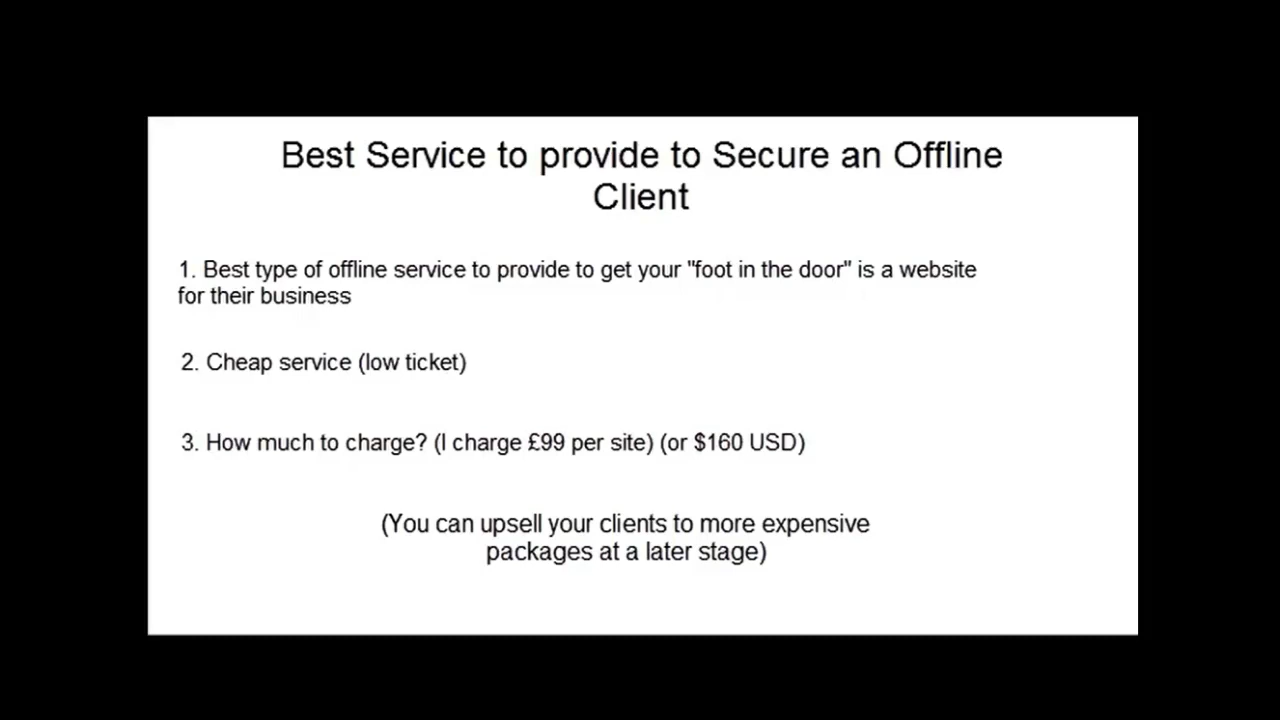 Best Service to provide to Secure an Offline
Client
1. Best type of offline service to provide to get your "foot in the door" is a website
for their business
2. Cheap service (low ticket)
3. How much to charge? (I charge £99 per site) (or $160 USD)
(You can upsell your clients to more expensive
packages at a later stage)